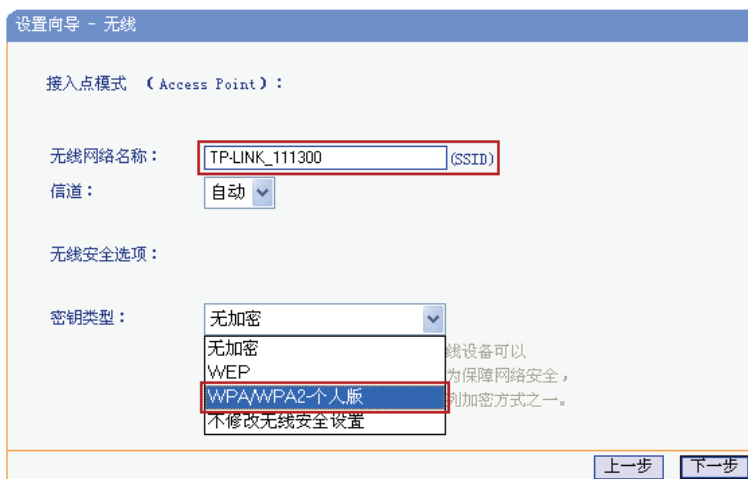 设置向导 - 无线
接入点模式 (Access Point):
无线网络名称: TP-LINK_111300 (SSID)
信道: 自动
无线安全选项:
密钥类型: 无加密
无加密
WEP
WPA/WPA2-个人版
不修改无线安全设置
线设备可以
为保障网络安全,
列加密方式之一。
上一步 下一步